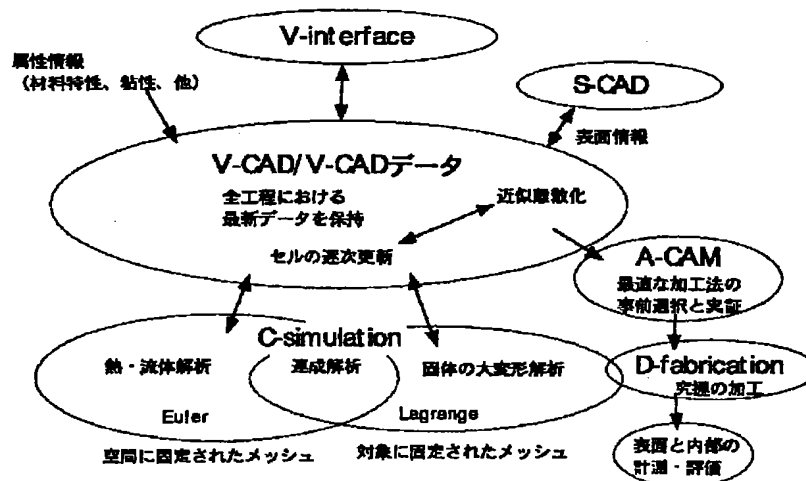 V-interface
属性情報
(材料特性、粘性、他)
S-CAD
表面情報
V-CAD/V-CADデータ
全工程における
最新データを保持
近似離散化
セルの逐次更新
A-CAM
最適な加工法の
事前選択と実証
C-simulation
熱・流体解析
連成解析
固体の大変形解析
D-fabrication
究極の加工
Euler
Lagrange
空間に固定されたメッシュ
対象に固定されたメッシュ
表面と内部の
計測・評価